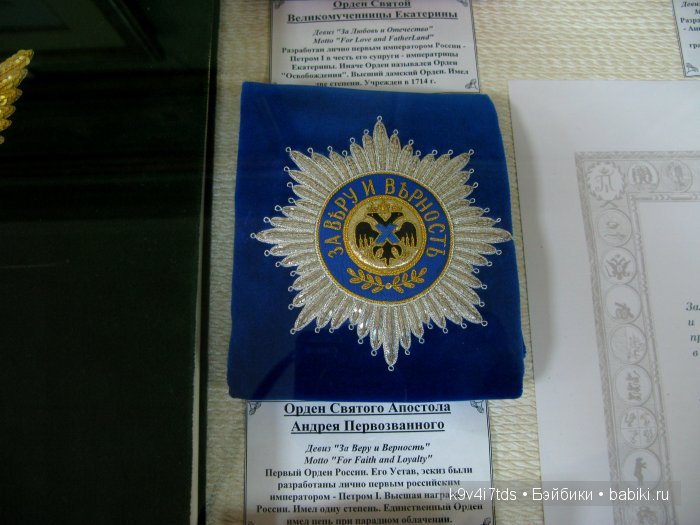 Орден Святой
Великомученницы Екатерины
Девиз "За Любовь и Отечество"
Motto "For Love and FatherLand"
Разработан лично первым императором России -
Петром I в честь его супруги - императрицы
Екатерины. Иначе Орден назывался Орден
"Освобождения". Высший дамский Орден. Имел
две степени. Учрежден в 1714 г.
ЗА ВѢРУ И ВѢРНОСТЬ
Орден Святого Апостола
Андрея Первозванного
Девиз "За Веру и Верность"
Motto "For Faith and Loyalty"
Первый Орден России. Его Устав, эскиз были
разработаны лично первым российским
императором - Петром I. Высшая
России. Имел одну степень. Единственный Орден
имел цепь при парадном облачении.
k9v4i7tds • Бэйбики • babiki.ru